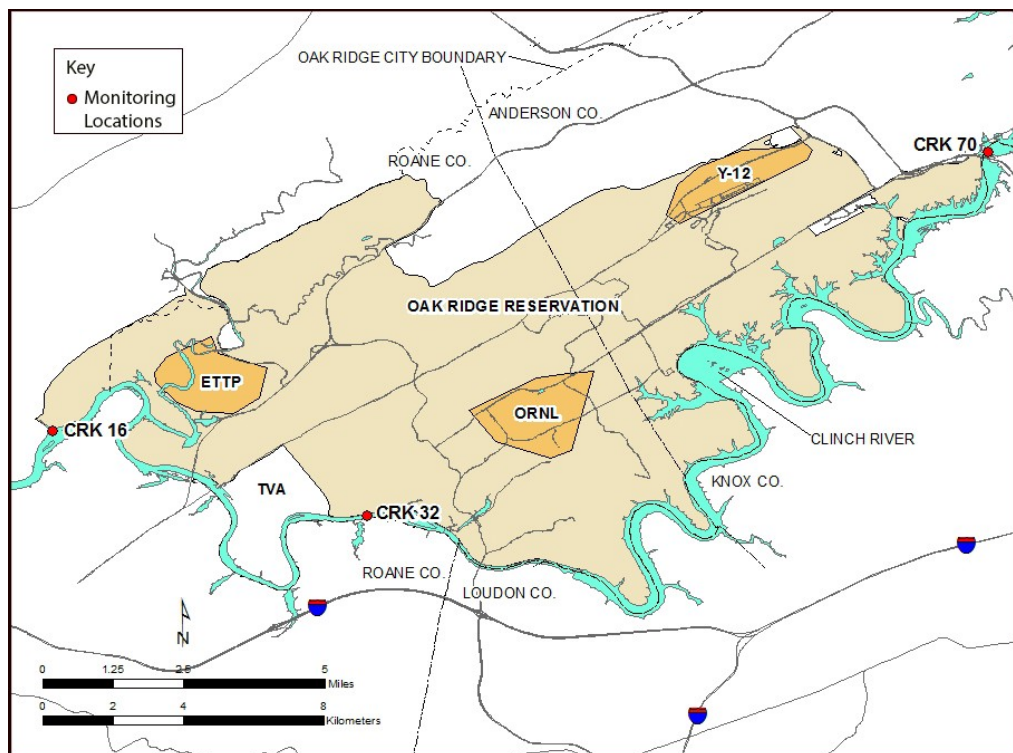 Key
Monitoring
Locations
OAK RIDGE CITY BOUNDARY
ANDERSON CO.
ROANE CO.
CRK 70
Y-12
OAK RIDGE RESERVATION
ETTP
ORNL
CRK 16
CLINCH RIVER
TVA
KNOX CO.
CRK 32
ROANE CO.
LOUDON CO.
N
0 1.25 2.5 5
Miles
0 2 4 8
Kilometers